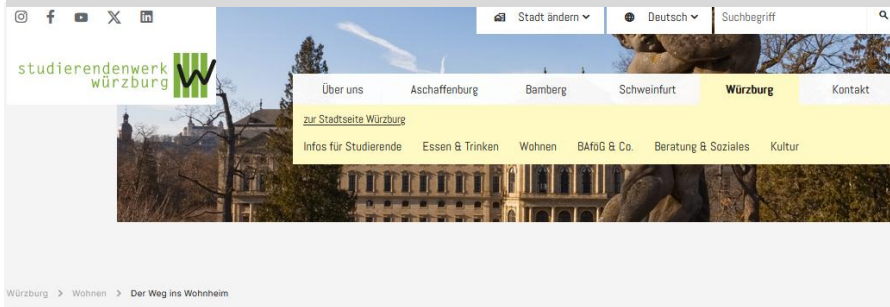 Stadt ändern
Deutsch
Suchbegriff
studierendenwerk
würzburg
Über uns
Aschaffenburg
Bamberg
Schweinfurt
Würzburg
Kontakt
zur Stadtseite Würzburg
Infos für Studierende
Essen & Trinken
Wohnen
BAföG & Co.
Beratung & Soziales
Kultur
Würzburg > Wohnen > Der Weg ins Wohnheim